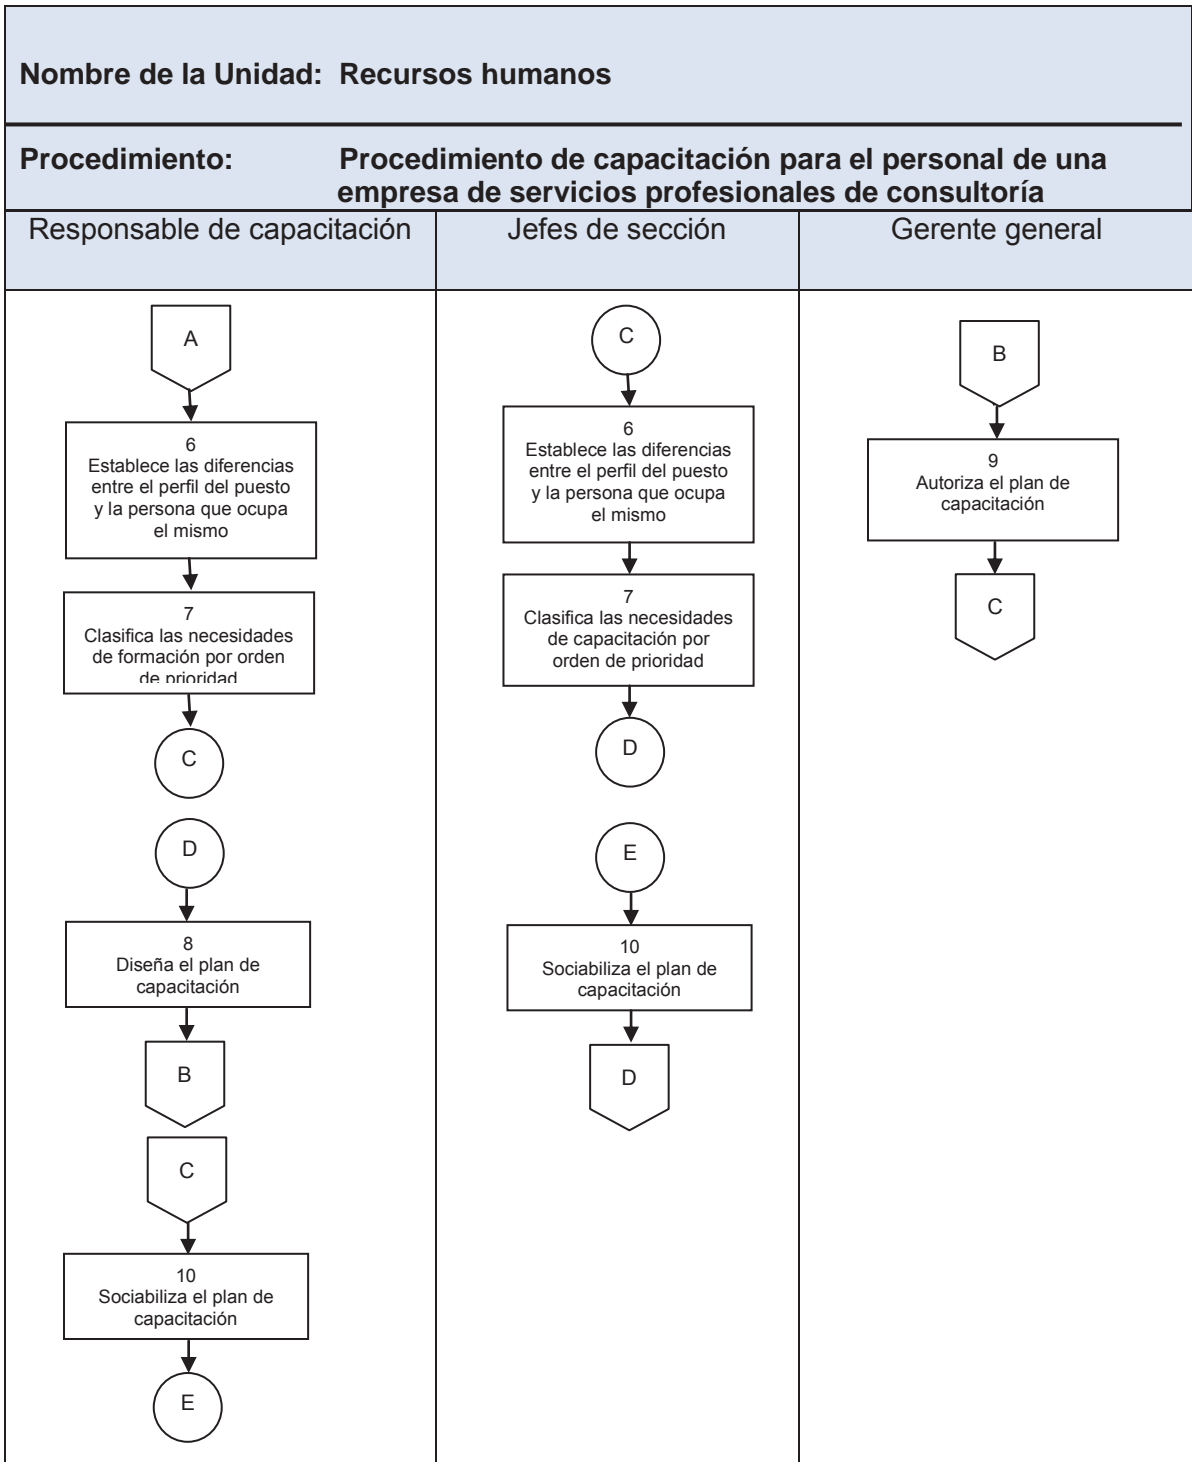 Nombre de la Unidad: Recursos humanos
Procedimiento: Procedimiento de capacitación para el personal de una
empresa de servicios profesionales de consultoría
Responsable de capacitación
Jefes de sección
Gerente general
A
6
Establece las diferencias
entre el perfil del puesto
y la persona que ocupa
el mismo
7
Clasifica las necesidades
de formación por orden
de prioridad
C
D
8
Diseña el plan de
capacitación
B
C
10
Sociabiliza el plan de
capacitación
E
C
6
Establece las diferencias
entre el perfil del puesto
y la persona que ocupa
el mismo
7
Clasifica las necesidades
de capacitación por
orden de prioridad
D
E
10
Sociabiliza el plan de
capacitación
D
B
9
Autoriza el plan de
capacitación
C